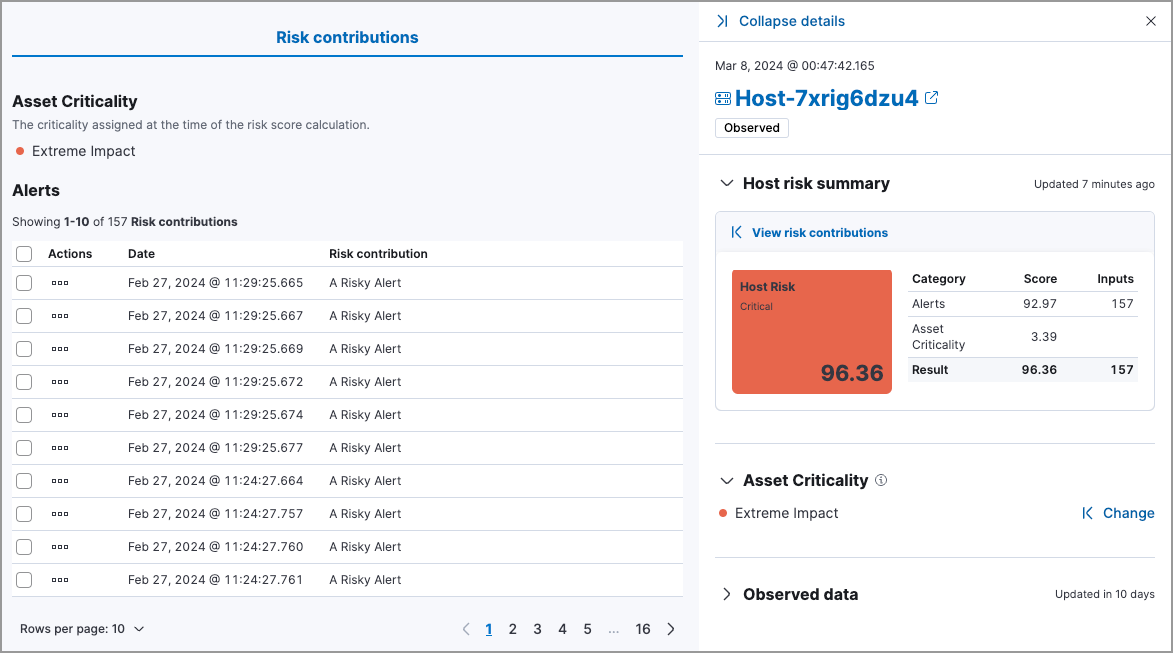 Risk contributions
Asset Criticality
The criticality assigned at the time of the risk score calculation.
Extreme Impact
Alerts
Showing 1-10 of 157 Risk contributions
Actions Date Risk contribution
Feb 27, 2024 @ 11:29:25.665 A Risky Alert
Feb 27, 2024 @ 11:29:25.667 A Risky Alert
Feb 27, 2024 @ 11:29:25.669 A Risky Alert
Feb 27, 2024 @ 11:29:25.672 A Risky Alert
Feb 27, 2024 @ 11:29:25.674 A Risky Alert
Feb 27, 2024 @ 11:29:25.677 A Risky Alert
Feb 27, 2024 @ 11:24:27.664 A Risky Alert
Feb 27, 2024 @ 11:24:27.757 A Risky Alert
Feb 27, 2024 @ 11:24:27.760 A Risky Alert
Feb 27, 2024 @ 11:24:27.761 A Risky Alert
Rows per page: 10
1 2 3 4 5 ... 16
Collapse details
Mar 8, 2024 @ 00:47:42.165
Host-7xrig6dzu4
Observed
Host risk summary
Updated 7 minutes ago
View risk contributions
Host Risk
Critical
96.36
Category Score Inputs
Alerts 92.97 157
Asset
Criticality 3.39
Result 96.36 157
Asset Criticality
Extreme Impact
Change
Observed data
Updated in 10 days